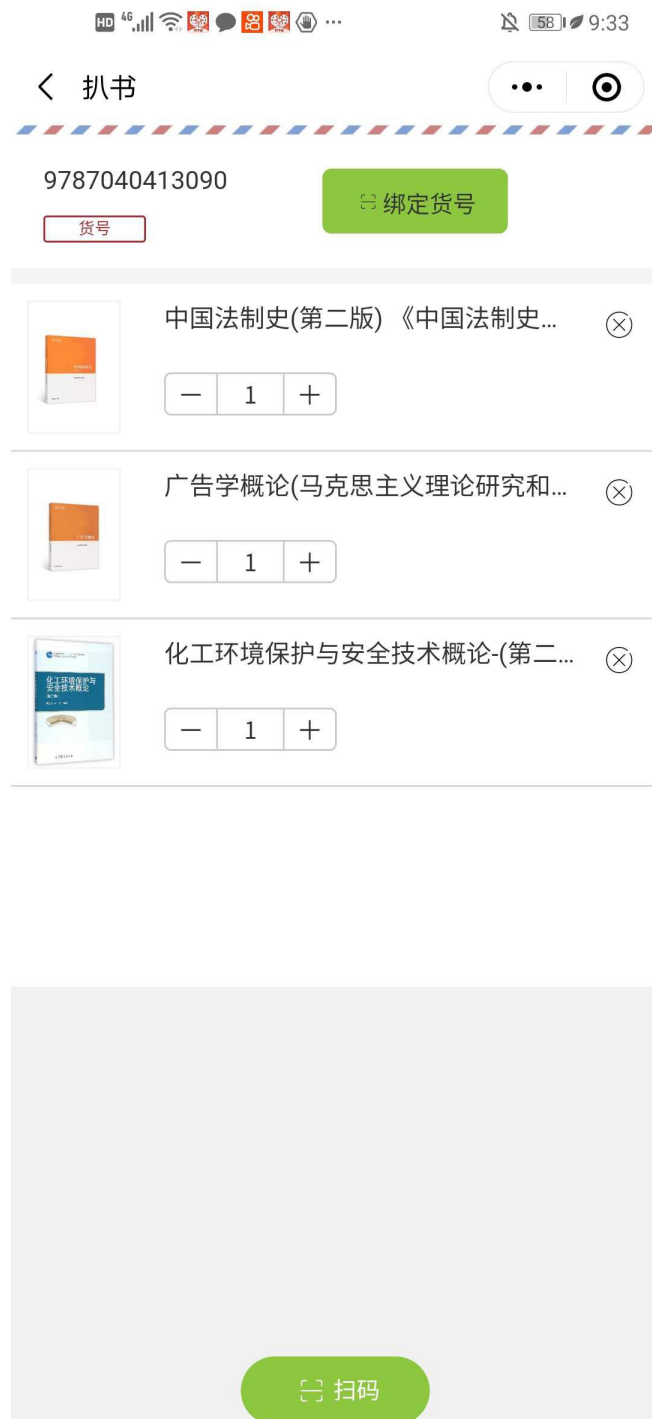 HD 4G 58 9:33
扒书
9787040413090
货号
绑定货号
中国法制史(第二版) 《中国法制史...
1
广告学概论(马克思主义理论研究和...
1
化工环境保护与安全技术概论-(第二...
化工环境保护与
安全技术概论
1
扫码